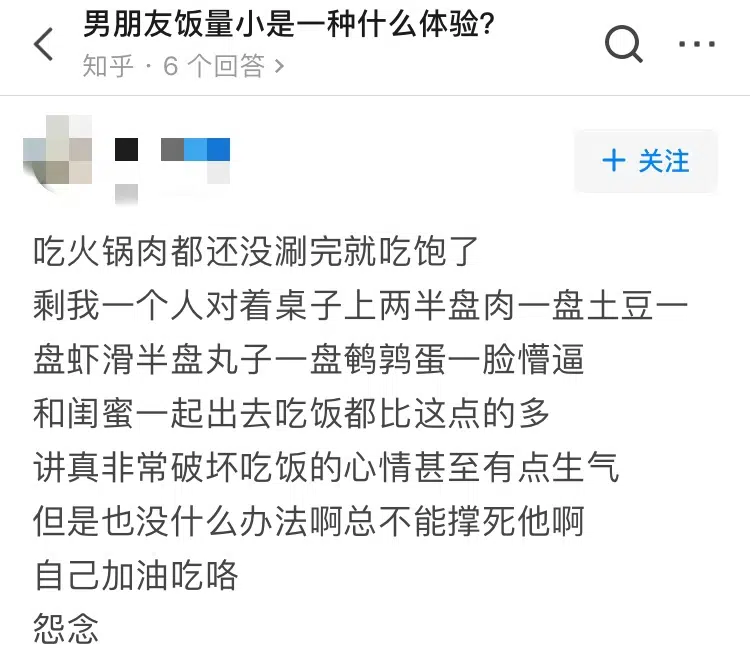 男朋友饭量小是一种什么体验?
知乎 · 6 个回答 >
+ 关注
吃火锅肉都还没涮完就吃饱了
剩我一个人对着桌子上两半盘肉一盘土豆一
盘虾滑半盘丸子一盘鹌鹑蛋一脸懵逼
和闺蜜一起出去吃饭都比这点的多
讲真非常破坏吃饭的心情甚至有点生气
但是也没什么办法啊总不能撑死他啊
自己加油吃咯
怨念